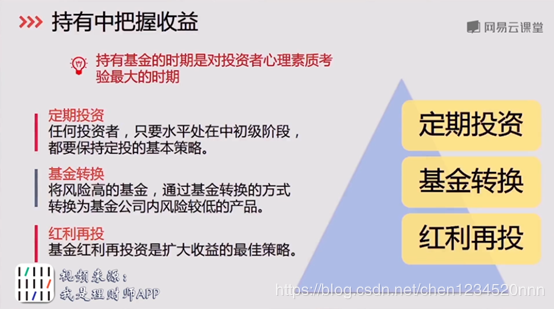 持有中把握收益
网易云课堂
持有基金的时期是对投资者心理素质考
验最大的时期
定期投资
任何投资者，只要水平处在中初级阶段，
都要保持定投的基本策略。
基金转换
将风险高的基金，通过基金转换的方式
转换为基金公司内风险较低的产品。
红利再投
基金红利再投资是扩大收益的最佳策略。
定期投资
基金转换
红利再投
视频来源：
我是理财师APP
https://blog.csdn.net/chen1234520nnn